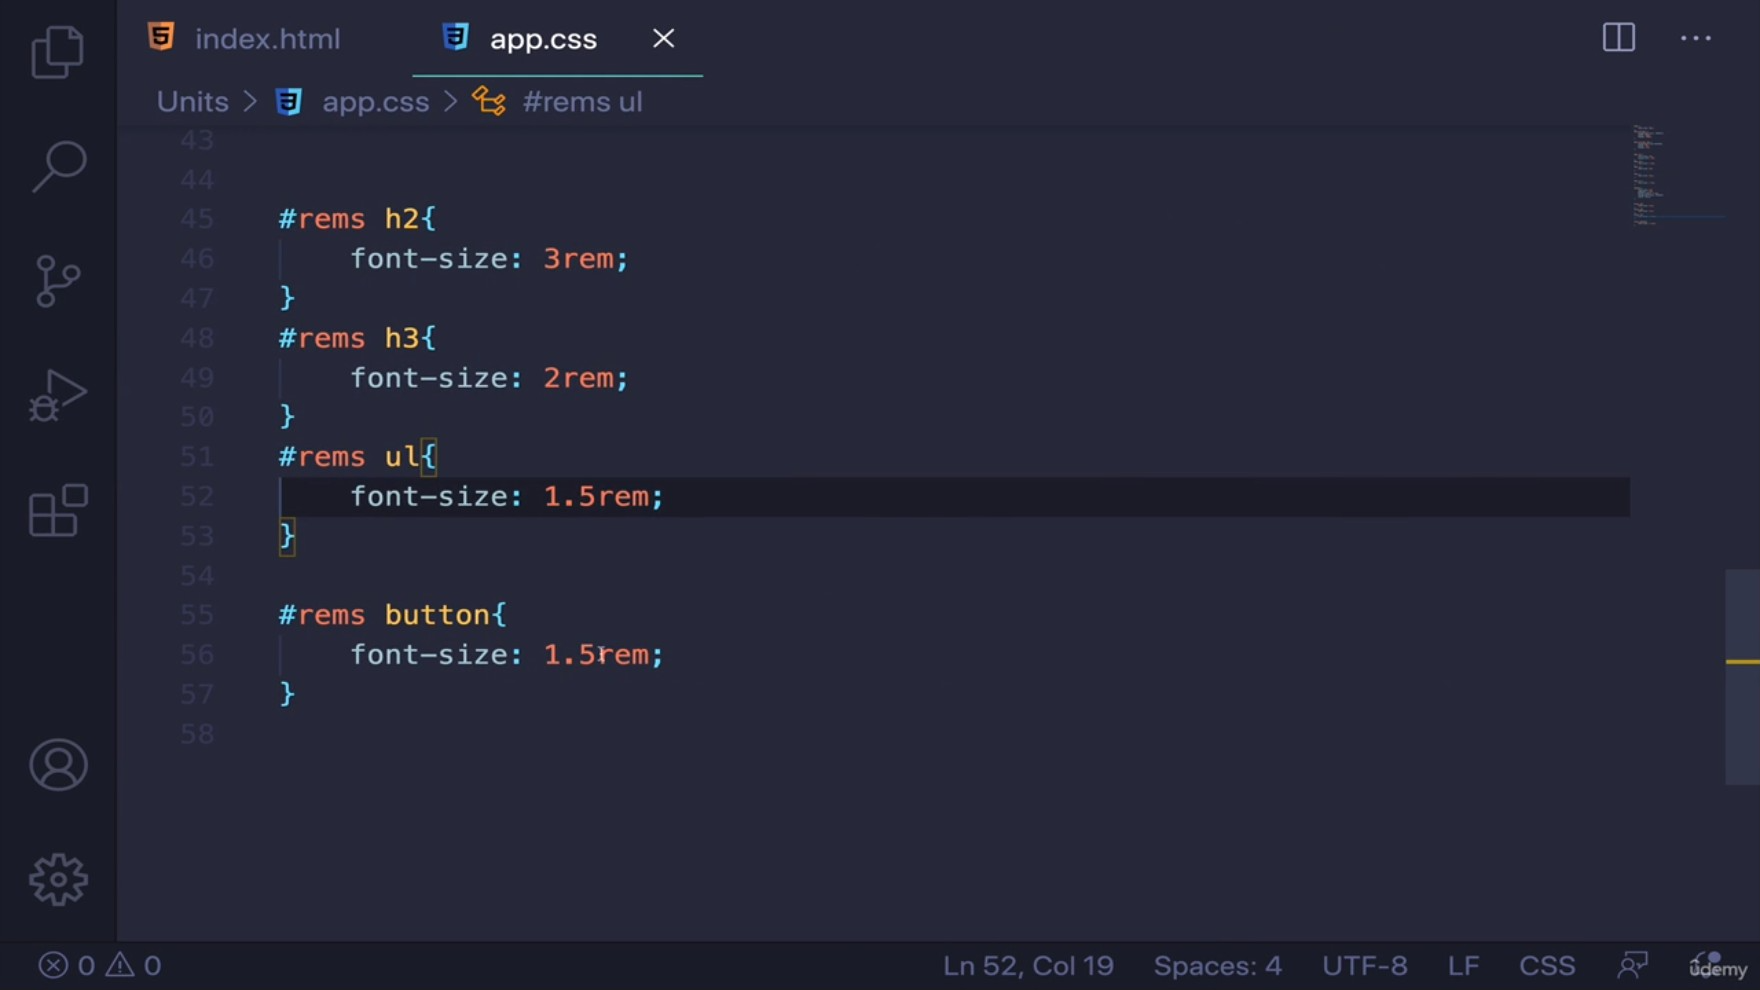 index.html app.css
Units > app.css > #rems ul
43
44
45 #rems h2{
46 font-size: 3rem;
47 }
48 #rems h3{
49 font-size: 2rem;
50 }
51 #rems ul{
52 font-size: 1.5rem;
53 }
54
55 #rems button{
56 font-size: 1.5rem;
57 }
58
0 0 Ln 52, Col 19 Spaces: 4 UTF-8 LF CSS
udemy